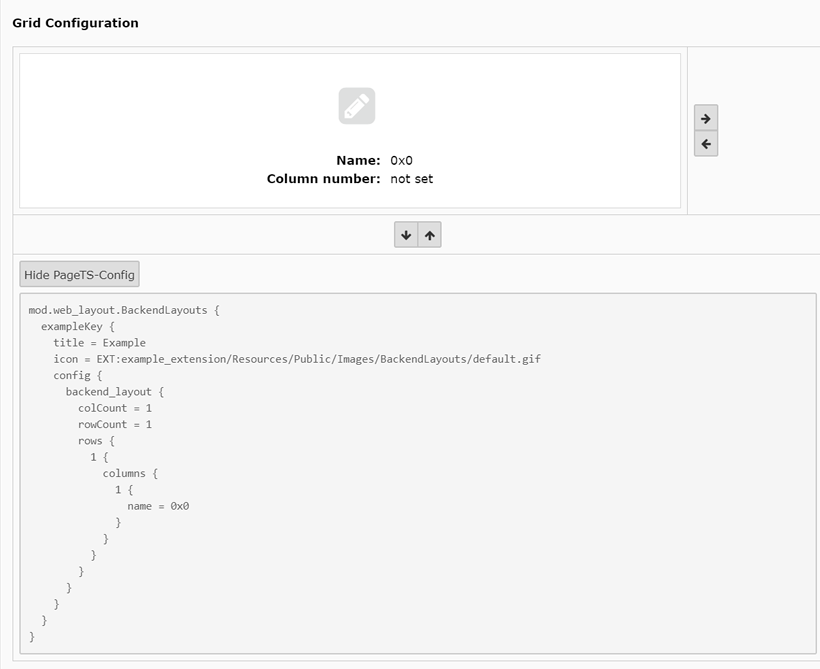 Grid Configuration
Name: 0x0
Column number: not set
Hide PageTS-Config
mod.web_layout.BackendLayouts {
  exampleKey {
    title = Example
    icon = EXT:example_extension/Resources/Public/Images/BackendLayouts/default.gif
    config {
      backend_layout {
        colCount = 1
        rowCount = 1
        rows {
          1 {
            columns {
              1 {
                name = 0x0
              }
            }
          }
        }
      }
    }
  }
}